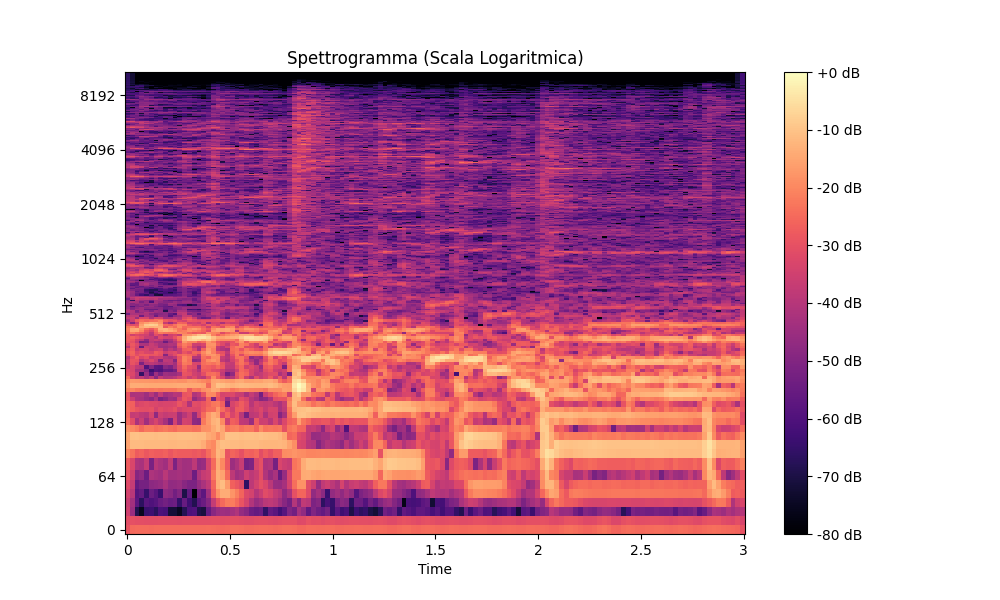 Spettrogramma (Scala Logaritmica)
Hz
8192
4096
2048
1024
512
256
128
64
0
0
0.5
1
1.5
2
2.5
3
Time
+0 dB
-10 dB
-20 dB
-30 dB
-40 dB
-50 dB
-60 dB
-70 dB
-80 dB